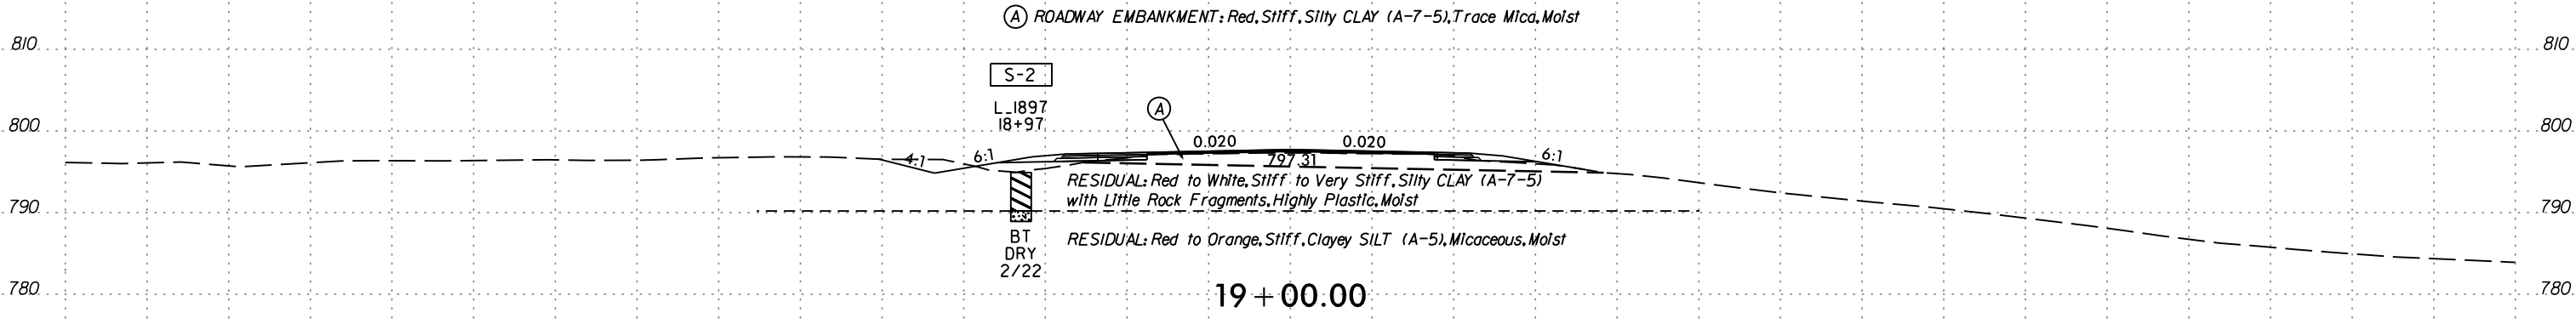 Ⓐ ROADWAY EMBANKMENT: Red, Stiff, Silty CLAY (A-7-5), Trace Mica, Moist
810 810
S-2
L_1897
18+97
A
800 800
0.020 0.020
4:1 6:1 797.31 6:1
RESIDUAL: Red to White, Stiff to Very Stiff, Silty CLAY (A-7-5)
with Little Rock Fragments, Highly Plastic, Moist
790 790
BT
DRY
2/22
RESIDUAL: Red to Orange, Stiff, Clayey SILT (A-5), Micaceous, Moist
780 780
19+00.00